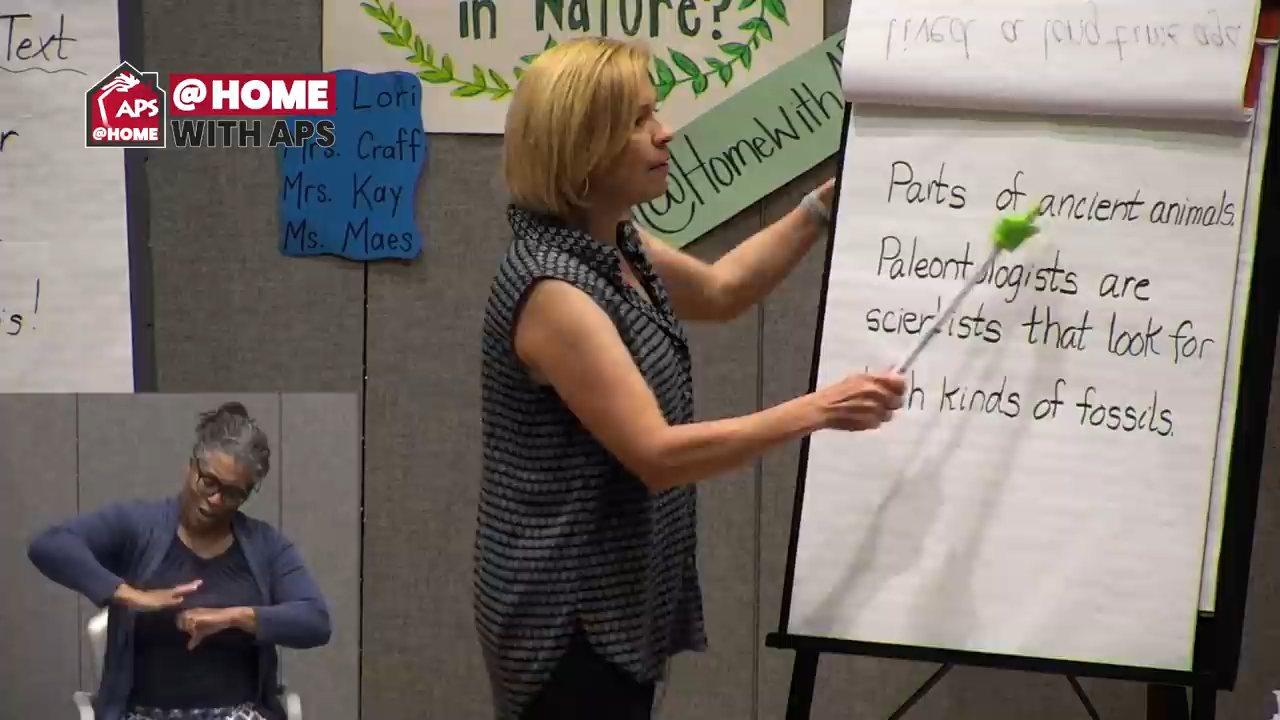 Text
r
s!
APS
@HOME
@HOME
WITH APS
Lori
Mrs. Craff
Mrs. Kay
Ms. Maes
in Nature?
@HomeWith
Parts of ancient animals.
Paleontologists are
scientists that look for
kinds of fossils.